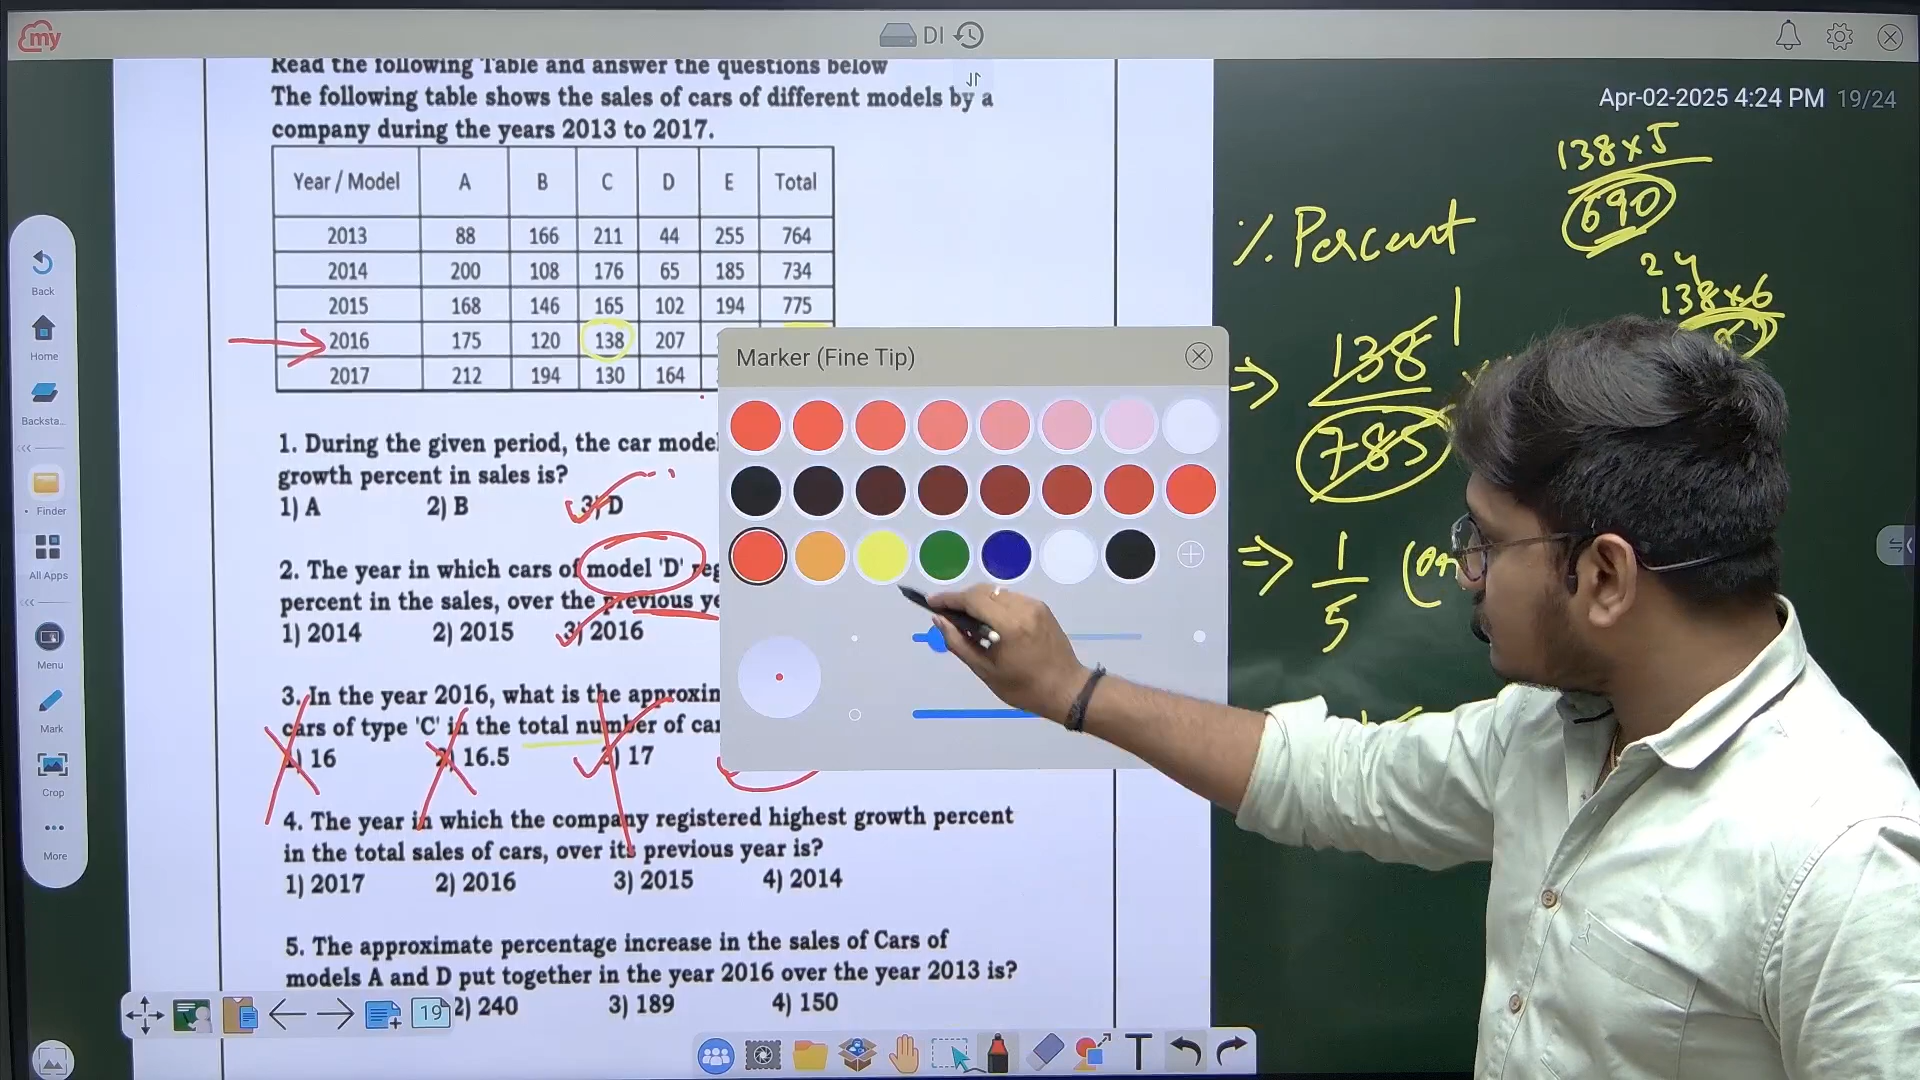 my
DI
Apr-02-2025 4:24 PM 19/24
Read the following Table and answer the questions below
The following table shows the sales of cars of different models by a
company during the years 2013 to 2017.
Year / Model A B C D E Total
2013 88 166 211 44 255 764
2014 200 108 176 65 185 734
2015 168 146 165 102 194 775
2016 175 120 138 207
2017 212 194 130 164
1. During the given period, the car model
growth percent in sales is?
1) A 2) B 3) D
2. The year in which cars of model 'D' reg
percent in the sales, over the previous ye
1) 2014 2) 2015 3) 2016
3. In the year 2016, what is the approxin
cars of type 'C' in the total number of car
1) 16 2) 16.5 3) 17
4. The year in which the company registered highest growth percent
in the total sales of cars, over its previous year is?
1) 2017 2) 2016 3) 2015 4) 2014
5. The approximate percentage increase in the sales of Cars of
models A and D put together in the year 2016 over the year 2013 is?
2) 240 3) 189 4) 150
Marker (Fine Tip)
Back
Home
Backsta...
Finder
All Apps
Menu
Mark
Crop
More
19
T
138×5
690
% Percent
24
138×6
⇒ 138 1
785
⇒ 1
5